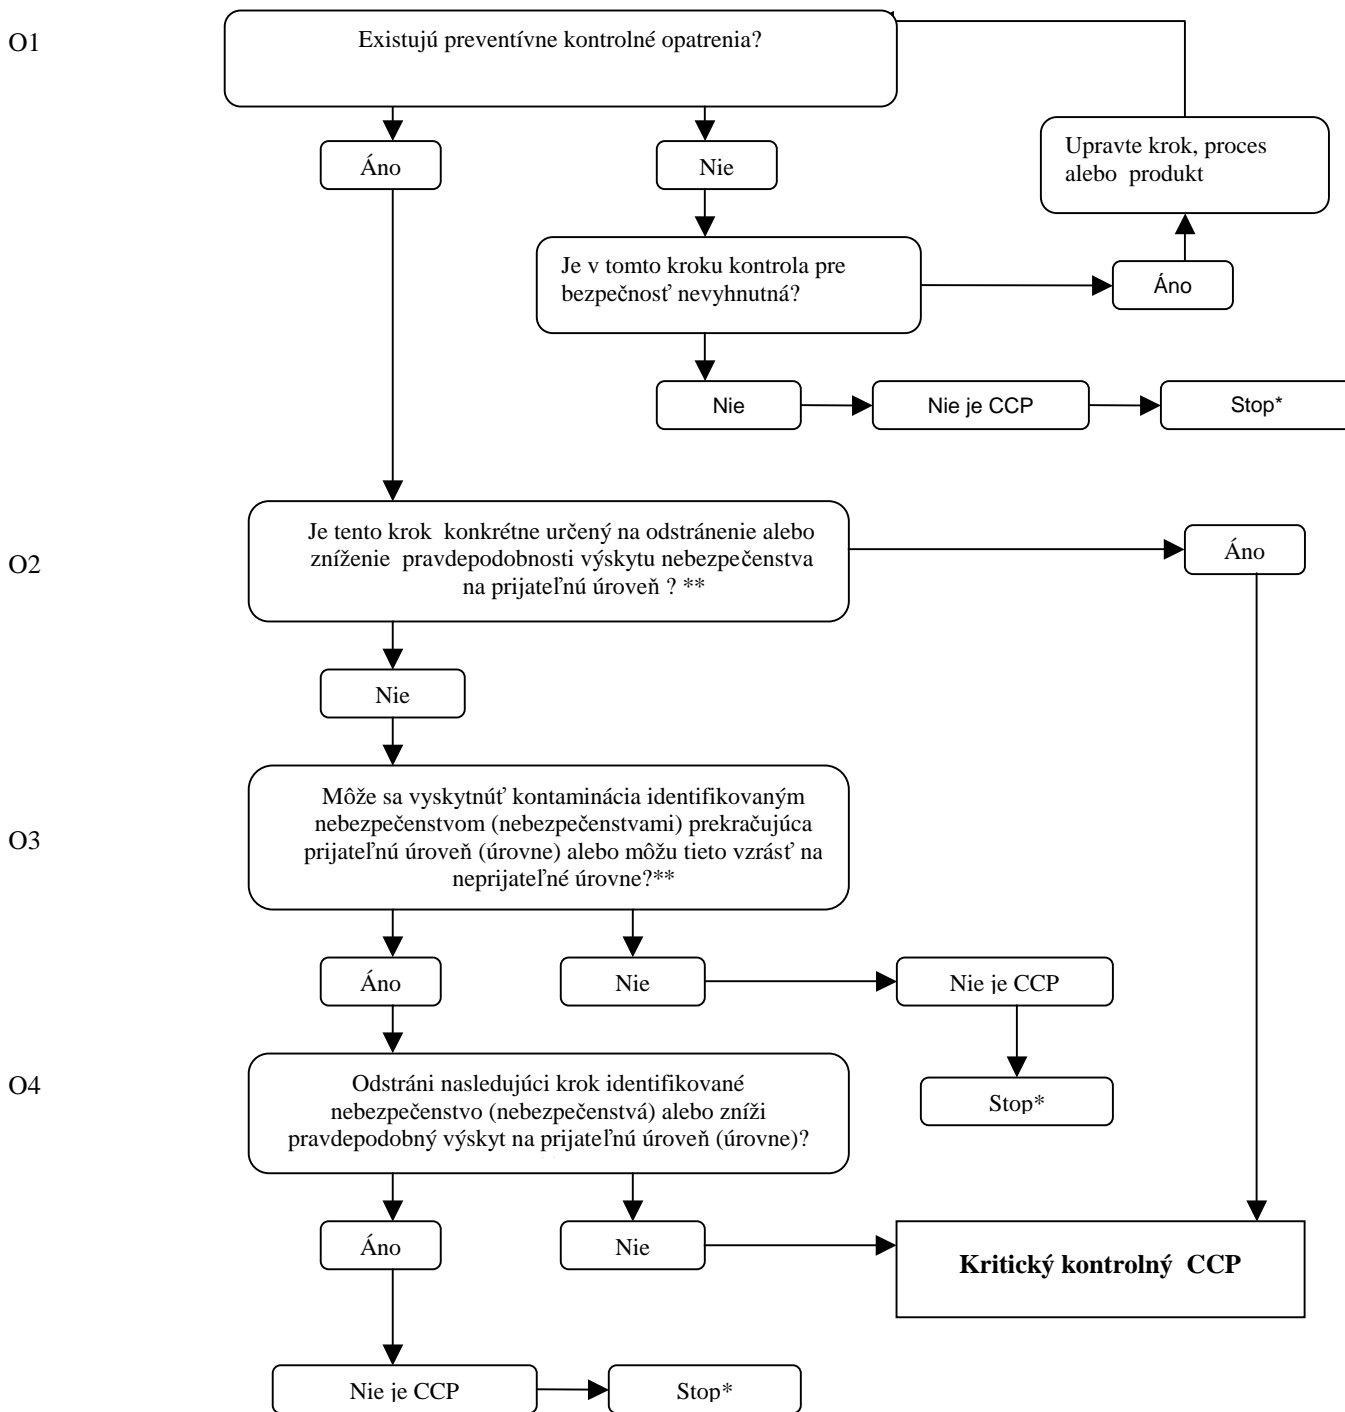 O1
Existujú preventívne kontrolné opatrenia?
Upravte krok, proces
alebo produkt
Áno
Nie
Je v tomto kroku kontrola pre
bezpečnosť nevyhnutná?
Áno
Nie
Nie je CCP
Stop*
O2
Je tento krok konkrétne určený na odstránenie alebo
zníženie pravdepodobnosti výskytu nebezpečenstva
na prijateľnú úroveň ? **
Áno
Nie
O3
Môže sa vyskytnúť kontaminácia identifikovaným
nebezpečenstvom (nebezpečenstvami) prekračujúca
prijateľnú úroveň (úrovne) alebo môžu tieto vzrásť na
neprijateľné úrovne?**
Áno
Nie
Nie je CCP
Stop*
O4
Odstráni nasledujúci krok identifikované
nebezpečenstvo (nebezpečenstvá) alebo zníži
pravdepodobný výskyt na prijateľnú úroveň (úrovne)?
Áno
Nie
Kritický kontrolný CCP
Nie je CCP
Stop*